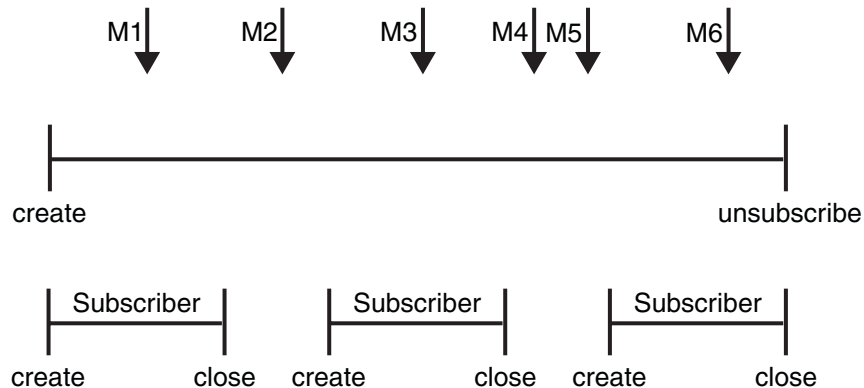 M1 M2 M3 M4 M5 M6
create unsubscribe
Subscriber Subscriber Subscriber
create close create close create close